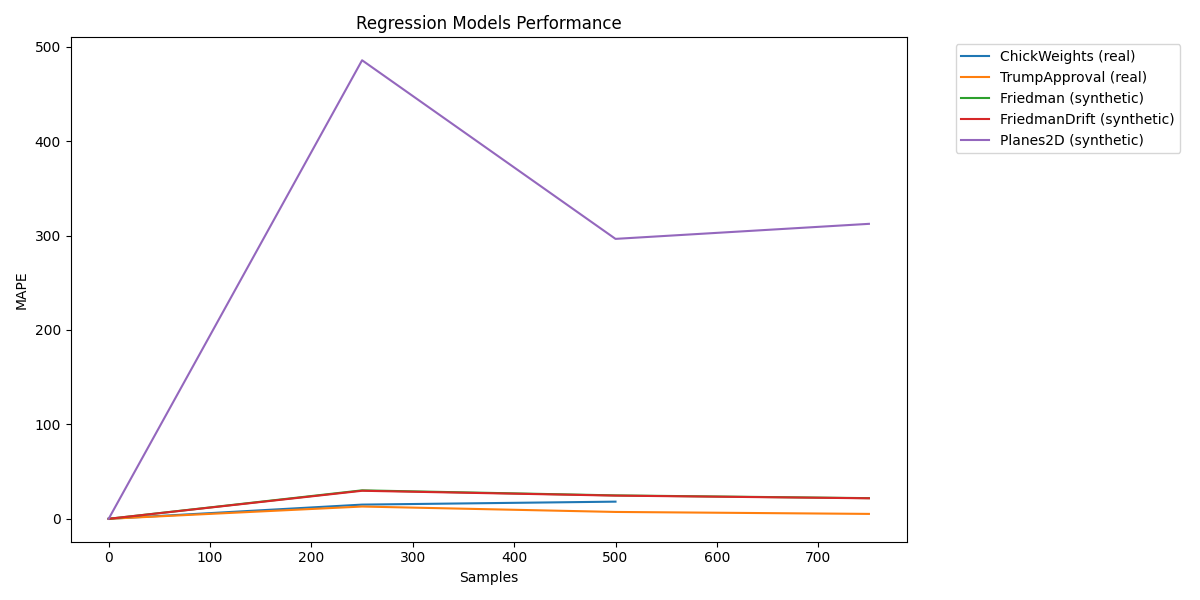 Regression Models Performance
500
400
300
200
100
0
MAPE
0 100 200 300 400 500 600 700
Samples
ChickWeights (real)
TrumpApproval (real)
Friedman (synthetic)
FriedmanDrift (synthetic)
Planes2D (synthetic)